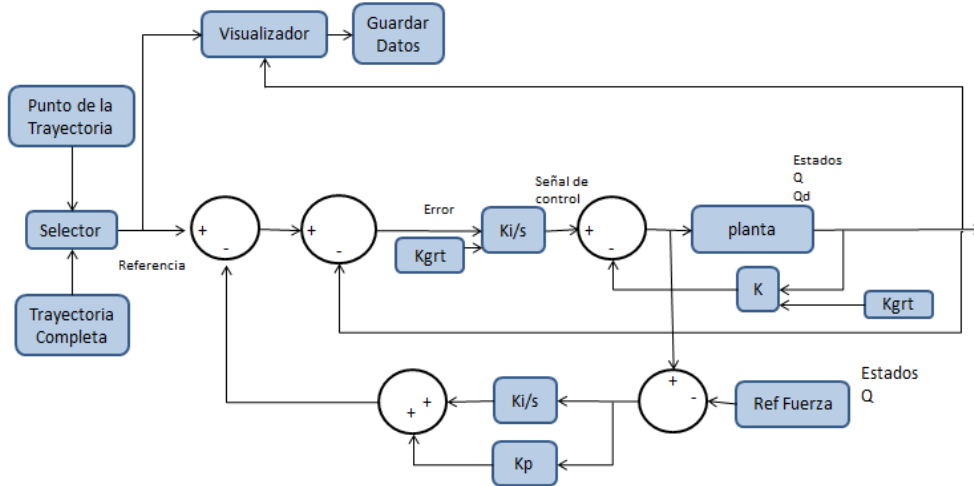 Visualizador
Guardar
Datos
Punto de la
Trayectoria
Estados
Q
Qd
Señal de
control
Error
Selector
+
-
+
-
Ki/s
+
-
planta
Referencia
Kgrt
K
Kgrt
Trayectoria
Completa
Estados
Q
+
-
Ref Fuerza
Ki/s
+
+
Kp